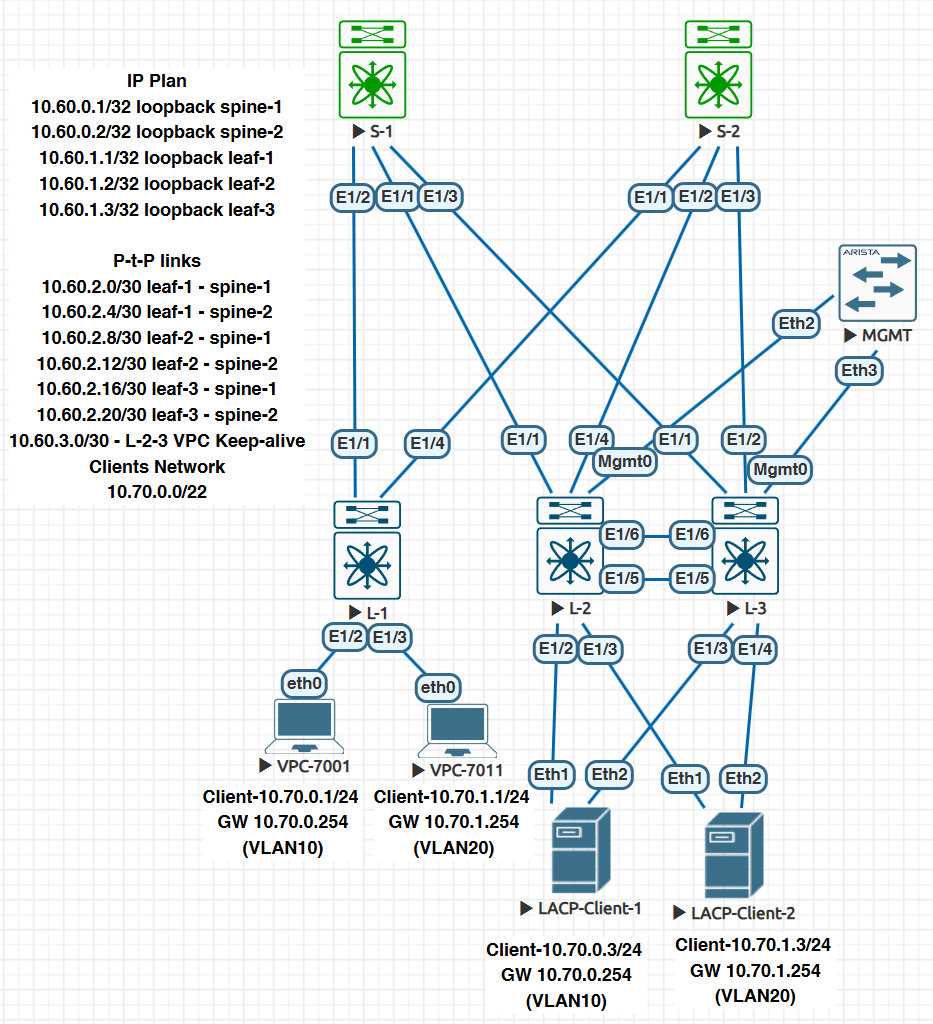 S-1
S-2
IP Plan
10.60.0.1/32 loopback spine-1
10.60.0.2/32 loopback spine-2
10.60.1.1/32 loopback leaf-1
10.60.1.2/32 loopback leaf-2
10.60.1.3/32 loopback leaf-3
P-t-P links
10.60.2.0/30 leaf-1 - spine-1
10.60.2.4/30 leaf-1 - spine-2
10.60.2.8/30 leaf-2 - spine-1
10.60.2.12/30 leaf-2 - spine-2
10.60.2.16/30 leaf-3 - spine-1
10.60.2.20/30 leaf-3 - spine-2
10.60.3.0/30 - L-2-3 VPC Keep-alive
Clients Network
10.70.0.0/22
E1/2 E1/1 E1/3
E1/1 E1/2 E1/3
ARISTA
MGMT
Eth2
Eth3
E1/1 E1/4
E1/1 E1/4 E1/1 E1/2
Mgmt0 Mgmt0
E1/6 E1/6
E1/5 E1/5
L-1
L-2
L-3
E1/2 E1/3
E1/2 E1/3
E1/3 E1/4
eth0 eth0
VPC-7001
VPC-7011
Client-10.70.0.1/24
GW 10.70.0.254
(VLAN10)
Client-10.70.1.1/24
GW 10.70.1.254
(VLAN20)
Eth1 Eth2
Eth1 Eth2
LACP-Client-1
LACP-Client-2
Client-10.70.0.3/24
GW 10.70.0.254
(VLAN10)
Client-10.70.1.3/24
GW 10.70.1.254
(VLAN20)